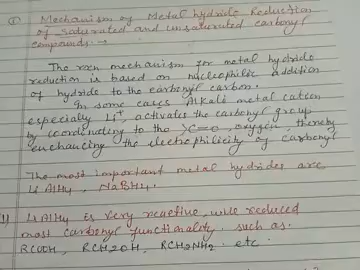 ① Mechanism of Metal hydride Reduction
of saturated and unsaturated carbonyl
compounds :→
The main mechanism for metal hydride
reduction is based on nucleophilic addition
of hydride to the carbonyl carbon.
In some cases Alkali metal cation
especially Li⁺, activates the carbonyl group
by coordinating to the >C=O, oxygen, thereby
enchancing the electrophilicity of carbonyl
The most important metal hydrides are
LiAlH4, NaBH4.
1) LiAlH4 is very reactive, will reduced
most carbonyl functionality such as.
RCOOH, RCH2OH, RCH2NH2. etc.